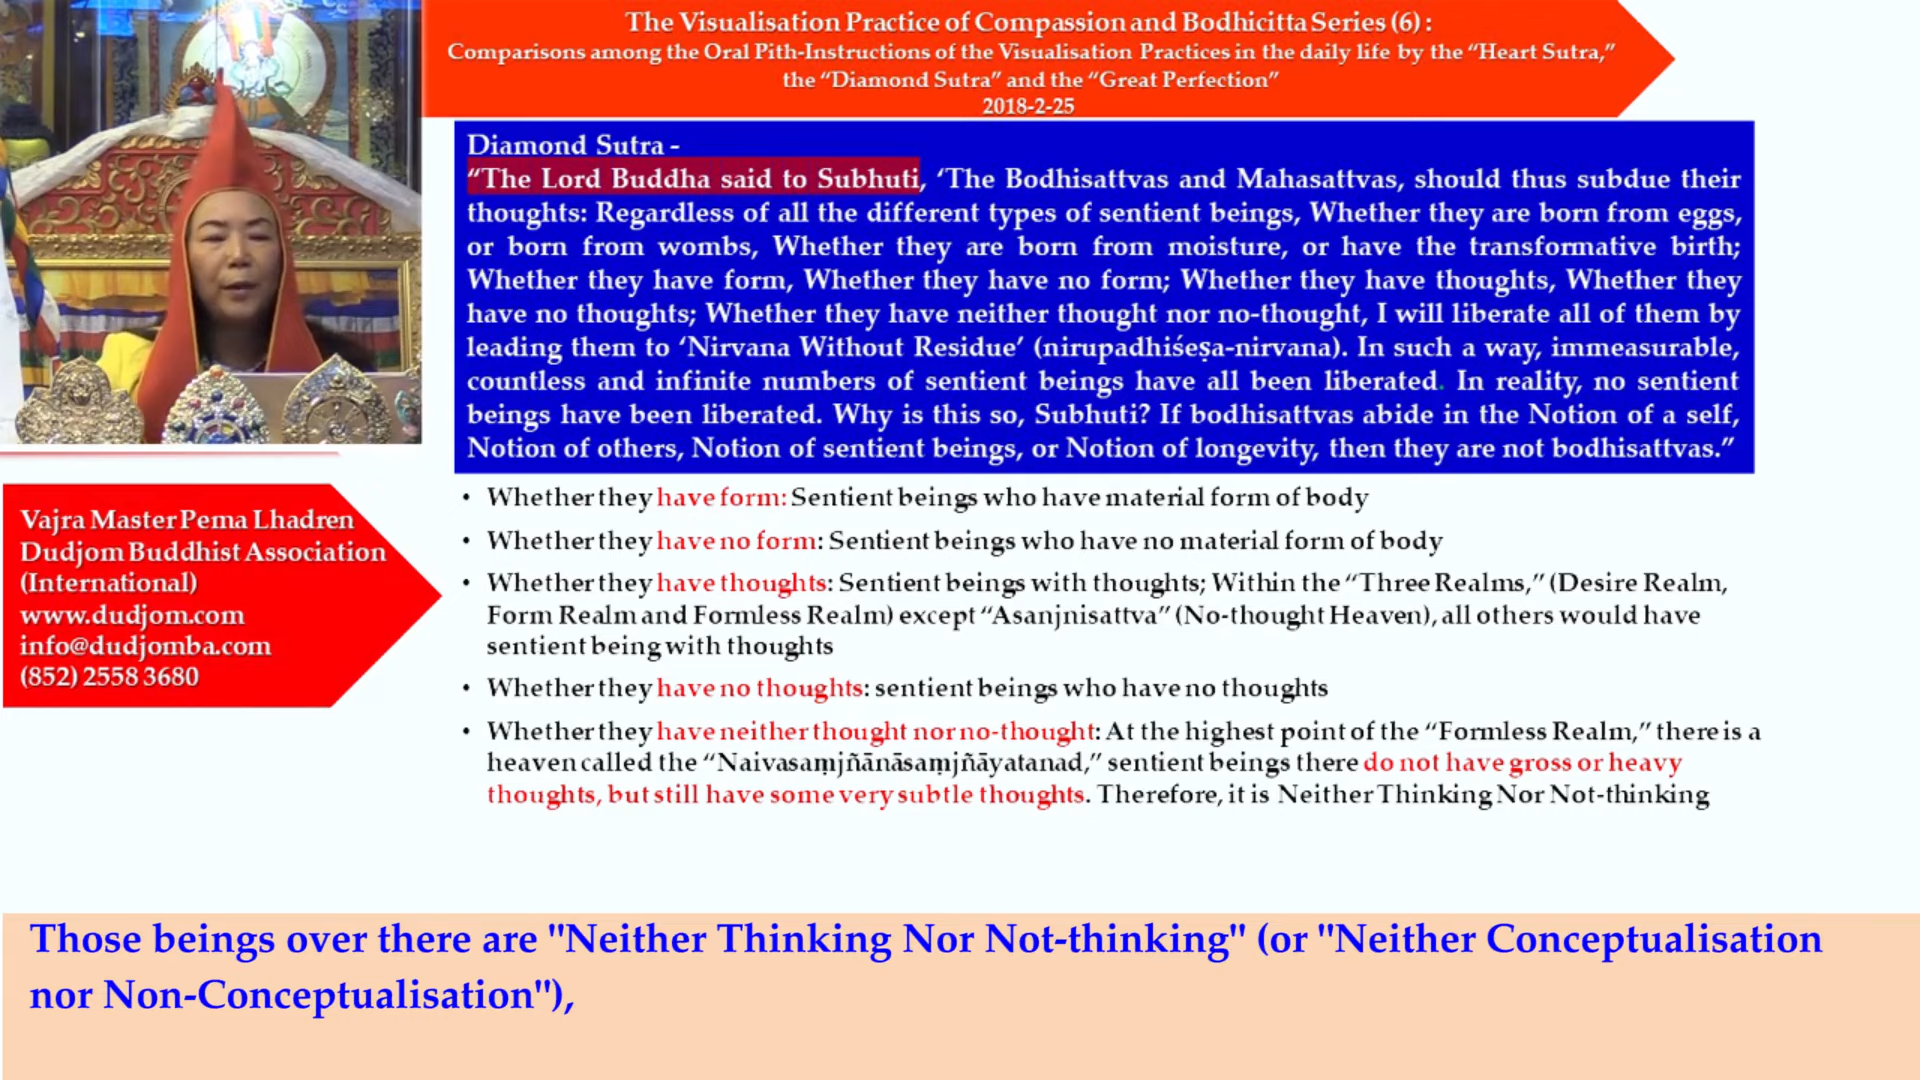 The Visualisation Practice of Compassion and Bodhicitta Series (6) :
Comparisons among the Oral Pith-Instructions of the Visualisation Practices in the daily life by the “Heart Sutra,”
the “Diamond Sutra” and the “Great Perfection”
2018-2-25
Diamond Sutra -
“The Lord Buddha said to Subhuti, ‘The Bodhisattvas and Mahasattvas, should thus subdue their
thoughts: Regardless of all the different types of sentient beings, Whether they are born from eggs,
or born from wombs, Whether they are born from moisture, or have the transformative birth;
Whether they have form, Whether they have no form; Whether they have thoughts, Whether they
have no thoughts; Whether they have neither thought nor no-thought, I will liberate all of them by
leading them to ‘Nirvana Without Residue’ (nirupadhiśeṣa-nirvana). In such a way, immeasurable,
countless and infinite numbers of sentient beings have all been liberated. In reality, no sentient
beings have been liberated. Why is this so, Subhuti? If bodhisattvas abide in the Notion of a self,
Notion of others, Notion of sentient beings, or Notion of longevity, then they are not bodhisattvas.”
Vajra Master Pema Lhadren
Dudjom Buddhist Association
(International)
www.dudjom.com
info@dudjomba.com
(852) 2558 3680
• Whether they have form: Sentient beings who have material form of body
• Whether they have no form: Sentient beings who have no material form of body
• Whether they have thoughts: Sentient beings with thoughts; Within the “Three Realms,” (Desire Realm,
Form Realm and Formless Realm) except “Asanjnisattva” (No-thought Heaven), all others would have
sentient being with thoughts
• Whether they have no thoughts: sentient beings who have no thoughts
• Whether they have neither thought nor no-thought: At the highest point of the “Formless Realm,” there is a
heaven called the “Naivasaṃjñānāsaṃjñāyatanad,” sentient beings there do not have gross or heavy
thoughts, but still have some very subtle thoughts. Therefore, it is Neither Thinking Nor Not-thinking
Those beings over there are "Neither Thinking Nor Not-thinking" (or "Neither Conceptualisation
nor Non-Conceptualisation"),